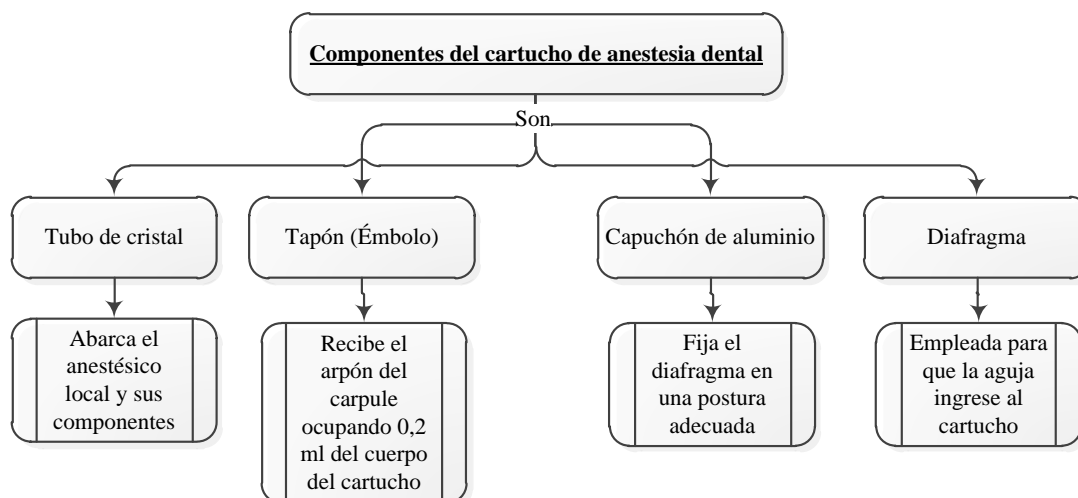 Componentes del cartucho de anestesia dental
Son
Tubo de cristal
Tapón (Émbolo)
Capuchón de aluminio
Diafragma
Abarca el
anestésico
local y sus
componentes
Recibe el
arpón del
carpule
ocupando 0,2
ml del cuerpo
del cartucho
Fija el
diafragma en
una postura
adecuada
Empleada para
que la aguja
ingrese al
cartucho